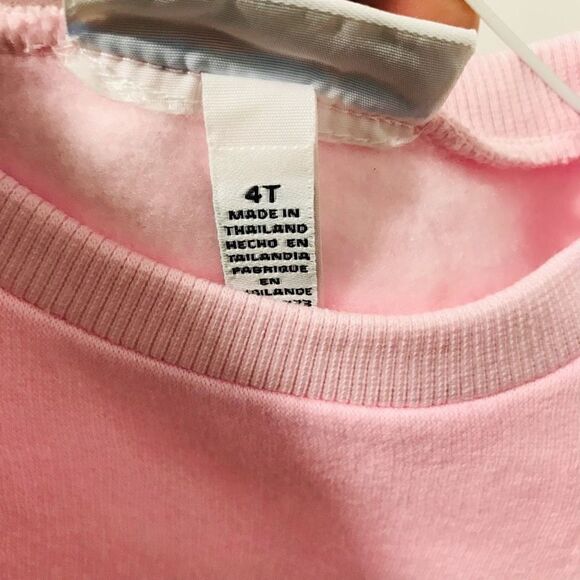 4T
MADE IN
THAILAND
HECHO EN
TAILANDIA
FABRIQUE
EN